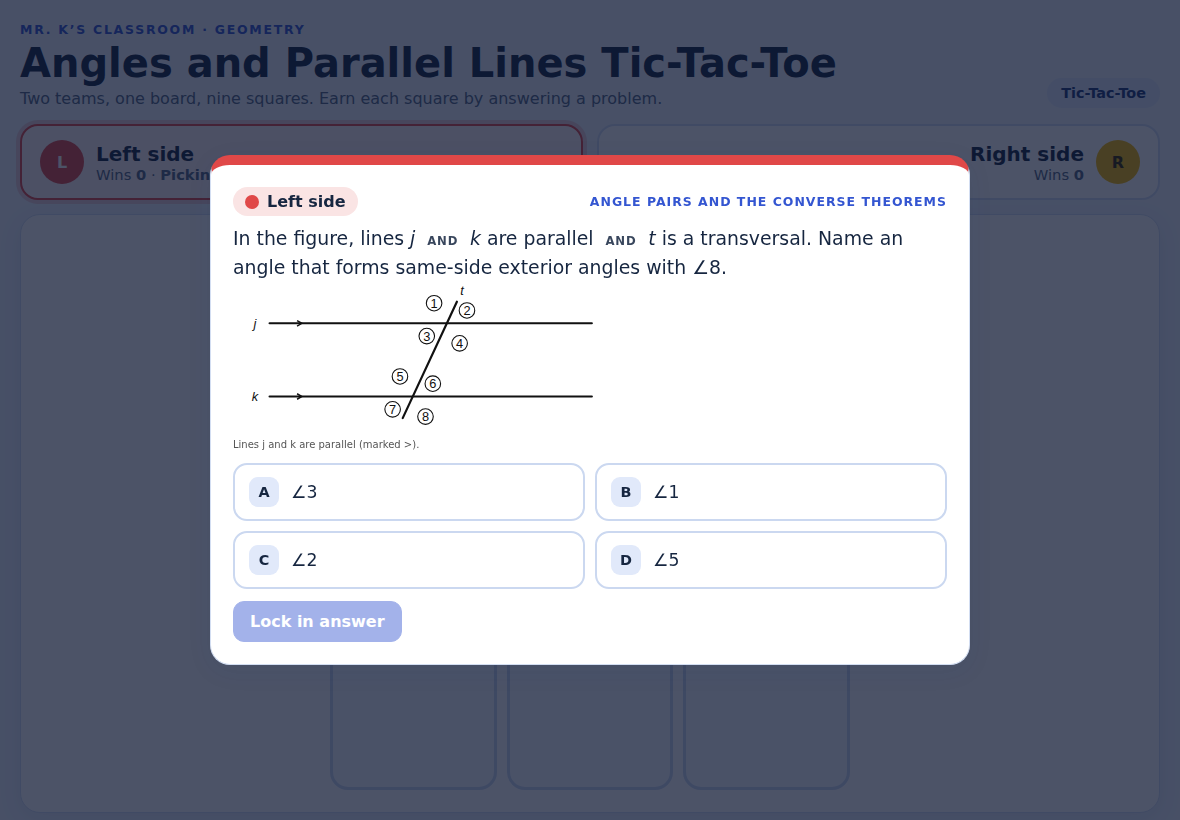 MR. K’S CLASSROOM · GEOMETRY
Angles and Parallel Lines Tic-Tac-Toe
Two teams, one board, nine squares. Earn each square by answering a problem.
Tic-Tac-Toe
L
Left side
Wins 0 · Pickin
Right side
Wins 0
R
Left side
ANGLE PAIRS AND THE CONVERSE THEOREMS
In the figure, lines j AND k are parallel AND t is a transversal. Name an
angle that forms same-side exterior angles with ∠8.
t
1
2
j
3
4
5
6
k
7
8
Lines j and k are parallel (marked >).
A ∠3
B ∠1
C ∠2
D ∠5
Lock in answer